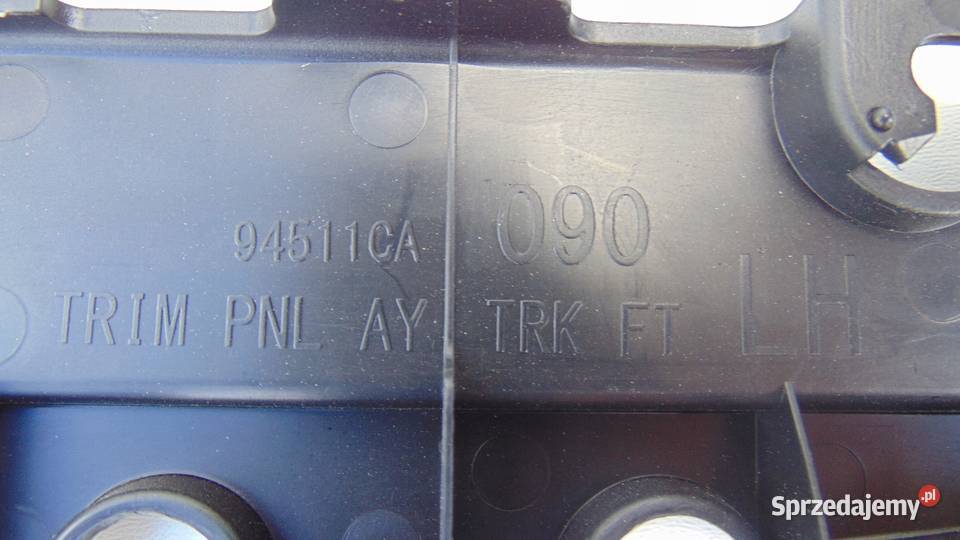 94511CA 090
TRIM PNL AY TRK FT LH
Sprzedajemy.pl